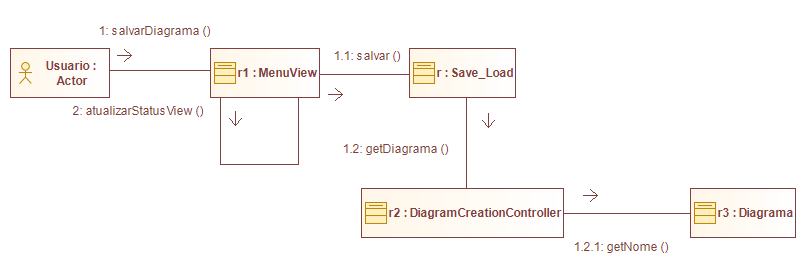 1: salvarDiagrama ()
1.1: salvar ()
Usuario :
Actor
r1 : MenuView
r : Save_Load
2: atualizarStatusView ()
1.2: getDiagrama ()
r2 : DiagramCreationController
r3 : Diagrama
1.2.1: getNome ()